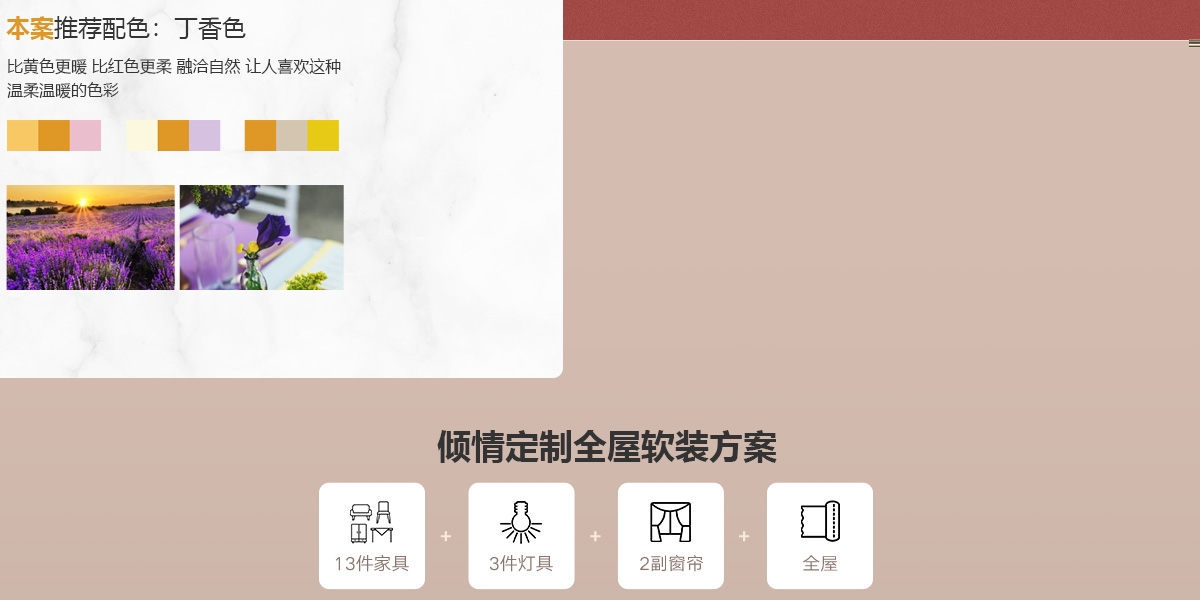 本案推荐配色：丁香色
比黄色更暖 比红色更柔 融洽自然 让人喜欢这种
温柔温暖的色彩
倾情定制全屋软装方案
13件家具 + 3件灯具 + 2副窗帘 + 全屋